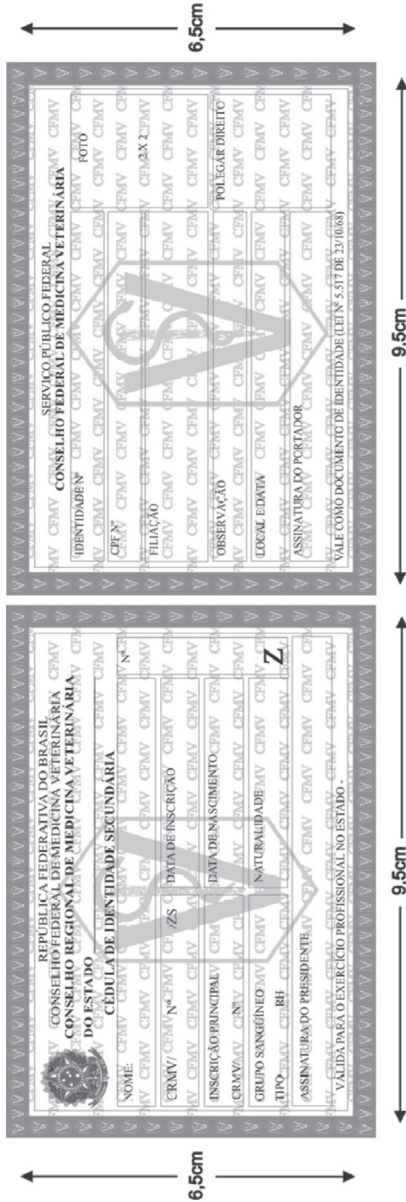 REPÚBLICA FEDERATIVA DO BRASIL
CONSELHO FEDERAL DE MEDICINA VETERINÁRIA
CONSELHO REGIONAL DE MEDICINA VETERINÁRIA
DO ESTADO
CÉDULA DE IDENTIDADE SECUNDÁRIA
NOME: Nº
CRMV/ Nº /ZS DATA DE INSCRIÇÃO
INSCRIÇÃO PRINCIPAL DATA DE NASCIMENTO
CRMV/ Nº
GRUPO SANGÜÍNEO NATURALIDADE
TIPO RH Z
ASSINATURA DO PRESIDENTE
VÁLIDA PARA O EXERCÍCIO PROFISSIONAL NO ESTADO -
6,5cm
9.5cm
SERVIÇO PÚBLICO FEDERAL
CONSELHO FEDERAL DE MEDICINA VETERINÁRIA
IDENTIDADE Nº FOTO
CPF Nº
FILIAÇÃO 2 X 2
OBSERVAÇÃO POLEGAR DIREITO
LOCAL E DATA
ASSINATURA DO PORTADOR
VALE COMO DOCUMENTO DE IDENTIDADE (LEI Nº 5.517 DE 23/10/68)
6,5cm
9.5cm